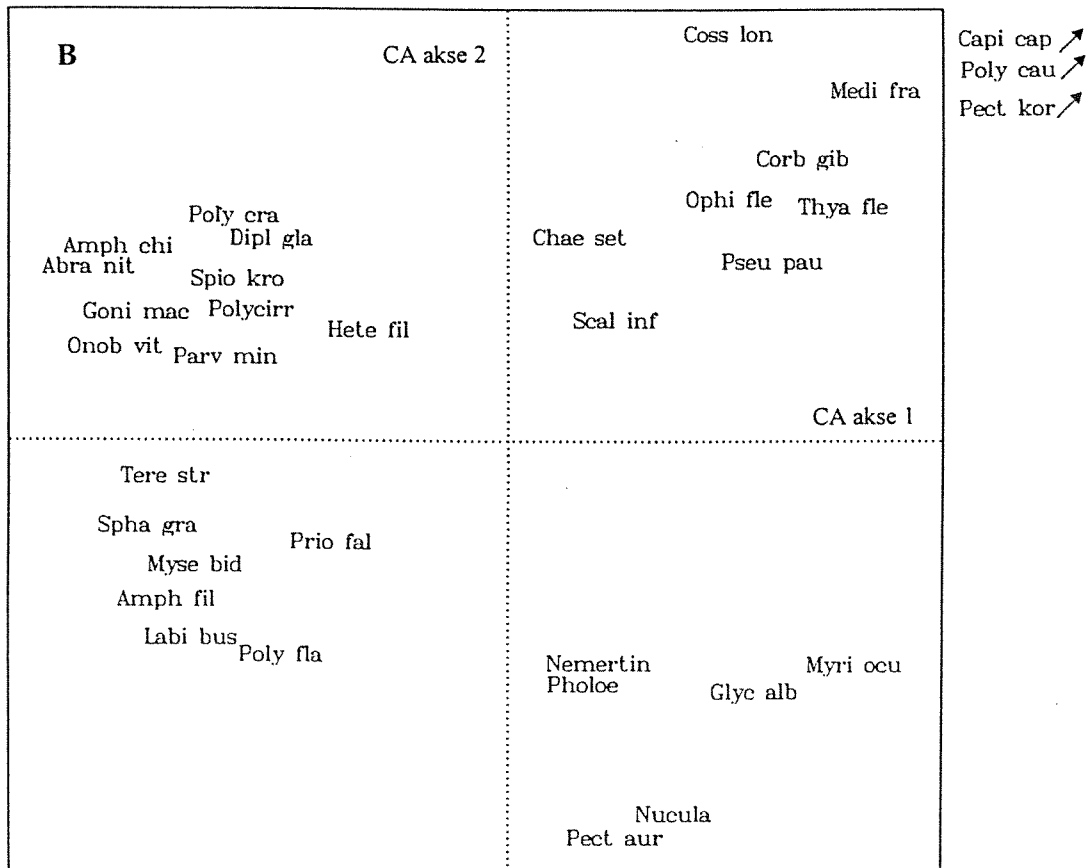 B
CA akse 2
Coss lon
Capi cap
Poly cau
Medi fra
Pect kor
Corb gib
Ophi fle
Thya fle
Poly cra
Dipl gla
Chae set
Amph chi
Abra nit
Pseu pau
Spio kro
Goni mac
Polycirr
Scal inf
Hete fil
Onob vit
Parv min
CA akse 1
Tere str
Spha gra
Prio fal
Myse bid
Amph fil
Labi bus
Poly fla
Nemertin
Myri ocu
Pholoe
Glyc alb
Nucula
Pect aur